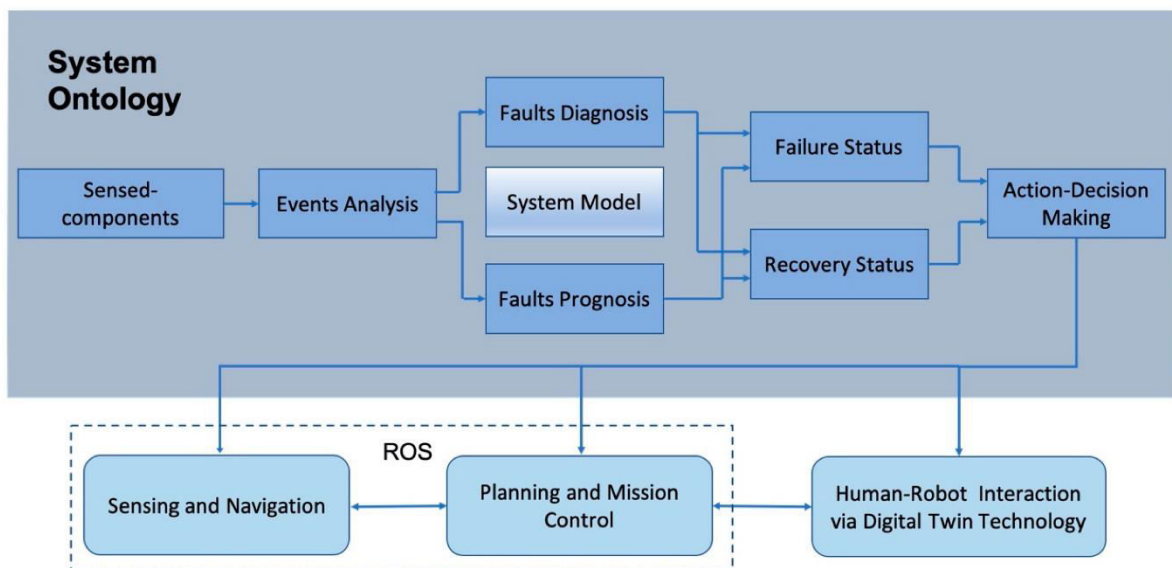 System
Ontology
Faults Diagnosis
Failure Status
Sensed-
components
Events Analysis
System Model
Action-Decision
Making
Recovery Status
Faults Prognosis
ROS
Sensing and Navigation
Planning and Mission
Control
Human-Robot Interaction
via Digital Twin Technology